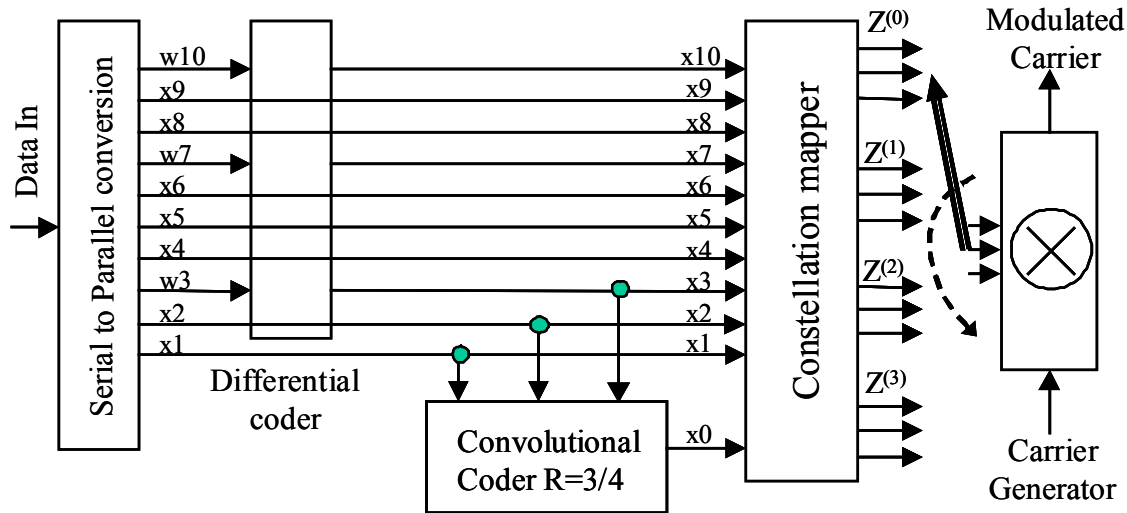 Data In
Serial to Parallel conversion
w10
x9
x8
w7
x6
x5
x4
w3
x2
x1
Differential
coder
x10
x9
x8
x7
x6
x5
x4
x3
x2
x1
Convolutional
Coder R=3/4
x0
Constellation mapper
Z(0)
Z(1)
Z(2)
Z(3)
Modulated
Carrier
Carrier
Generator